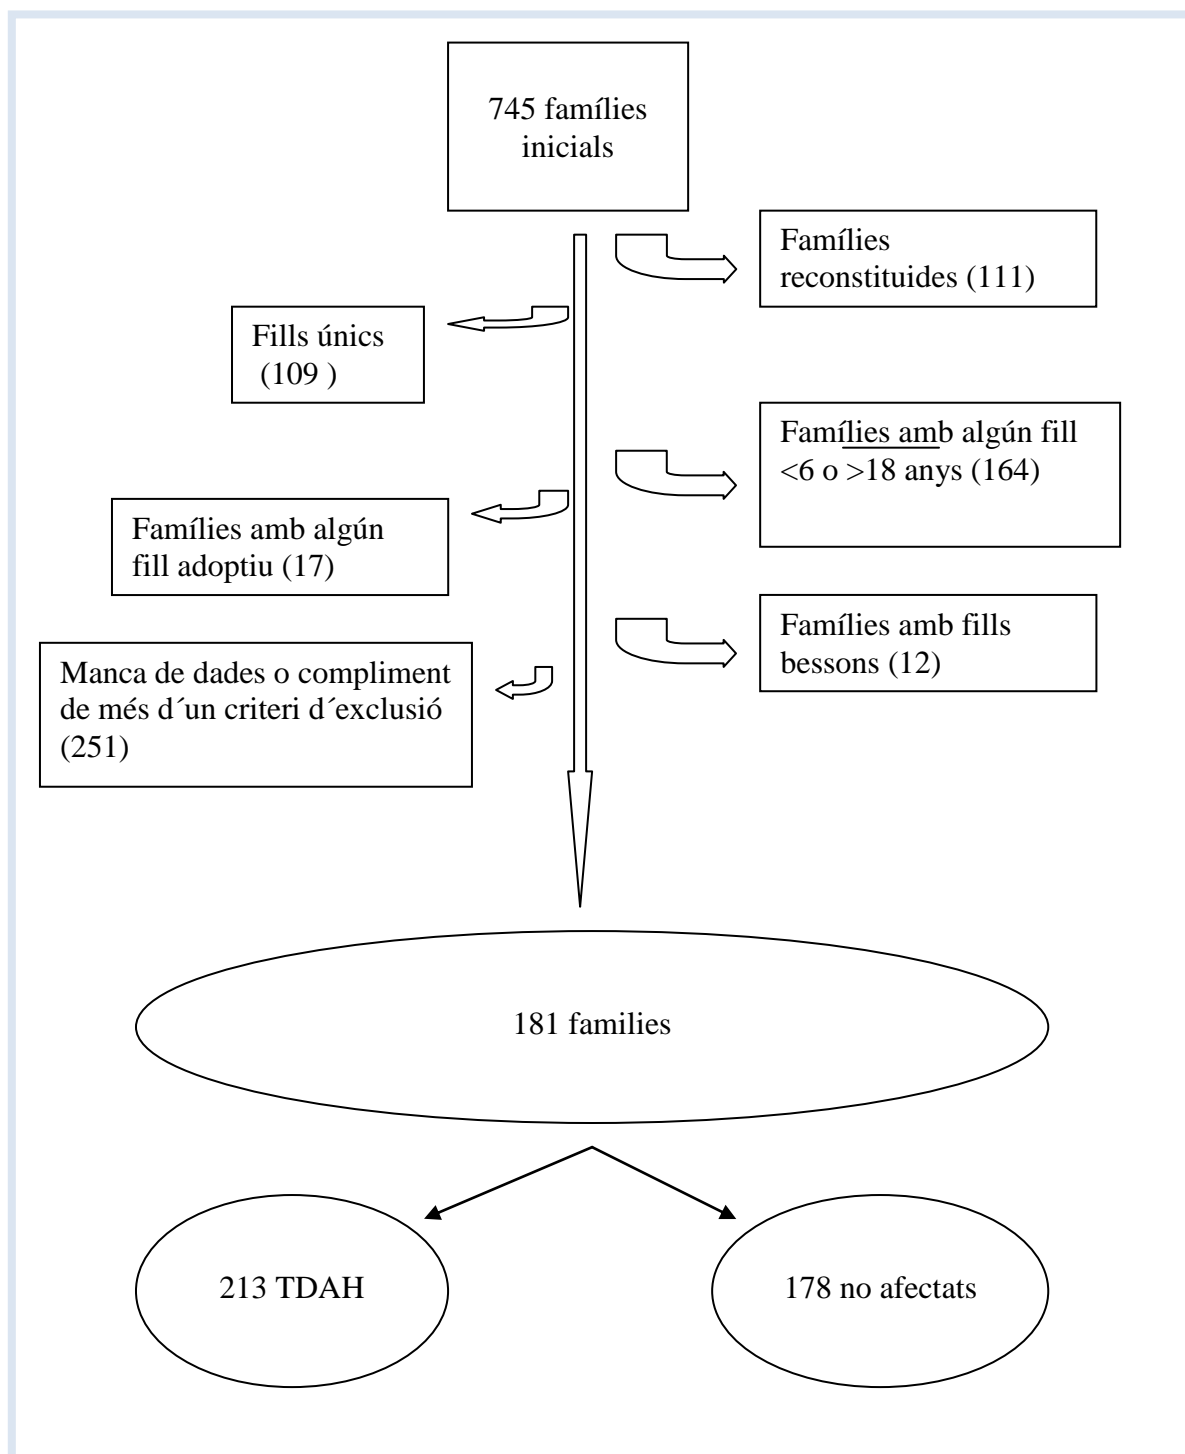 745 famílies
inicials
Famílies
reconstituides (111)
Fills únics
(109 )
Famílies amb algún fill
<6 o >18 anys (164)
Famílies amb algún
fill adoptiu (17)
Famílies amb fills
bessons (12)
Manca de dades o compliment
de més d´un criteri d´exclusió
(251)
181 families
213 TDAH
178 no afectats